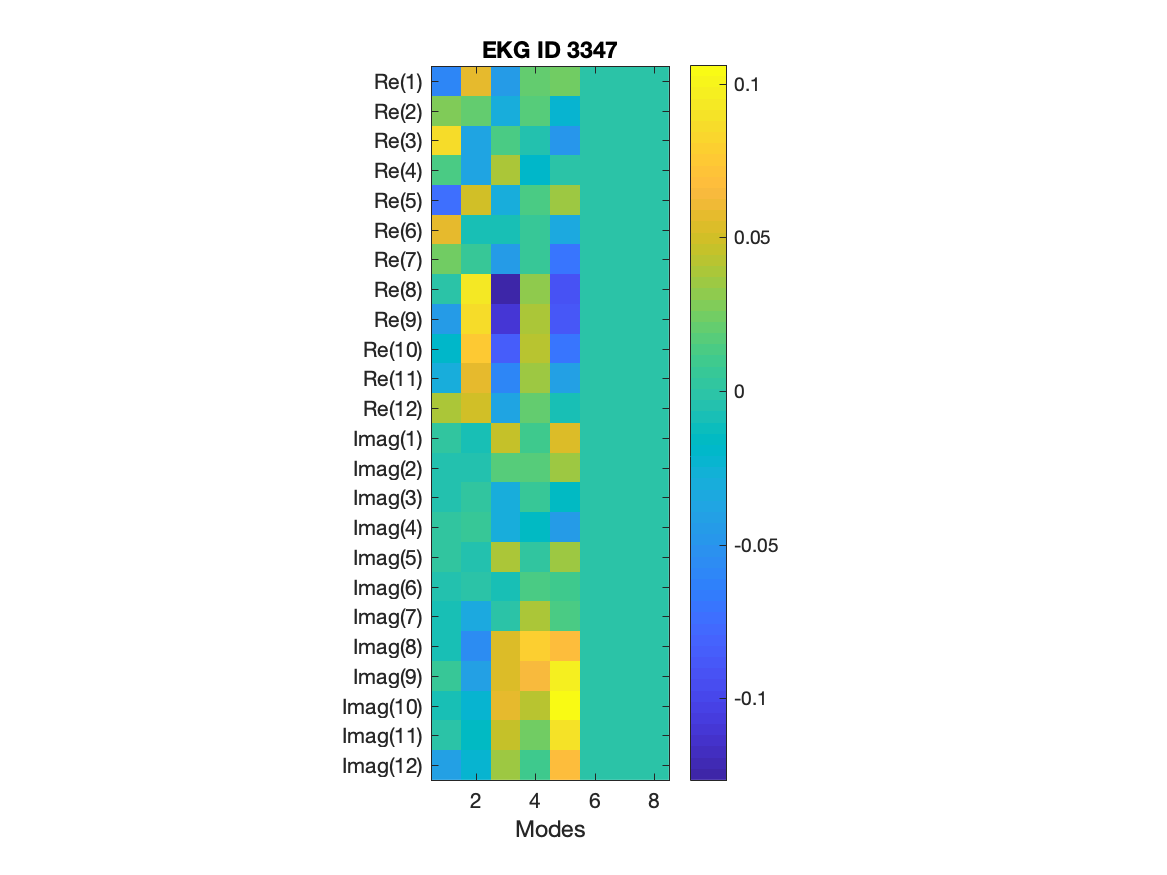 EKG ID 3347
Re(1)
Re(2)
Re(3)
Re(4)
Re(5)
Re(6)
Re(7)
Re(8)
Re(9)
Re(10)
Re(11)
Re(12)
Imag(1)
Imag(2)
Imag(3)
Imag(4)
Imag(5)
Imag(6)
Imag(7)
Imag(8)
Imag(9)
Imag(10)
Imag(11)
Imag(12)
2 4 6 8
Modes
0.1
0.05
0
-0.05
-0.1